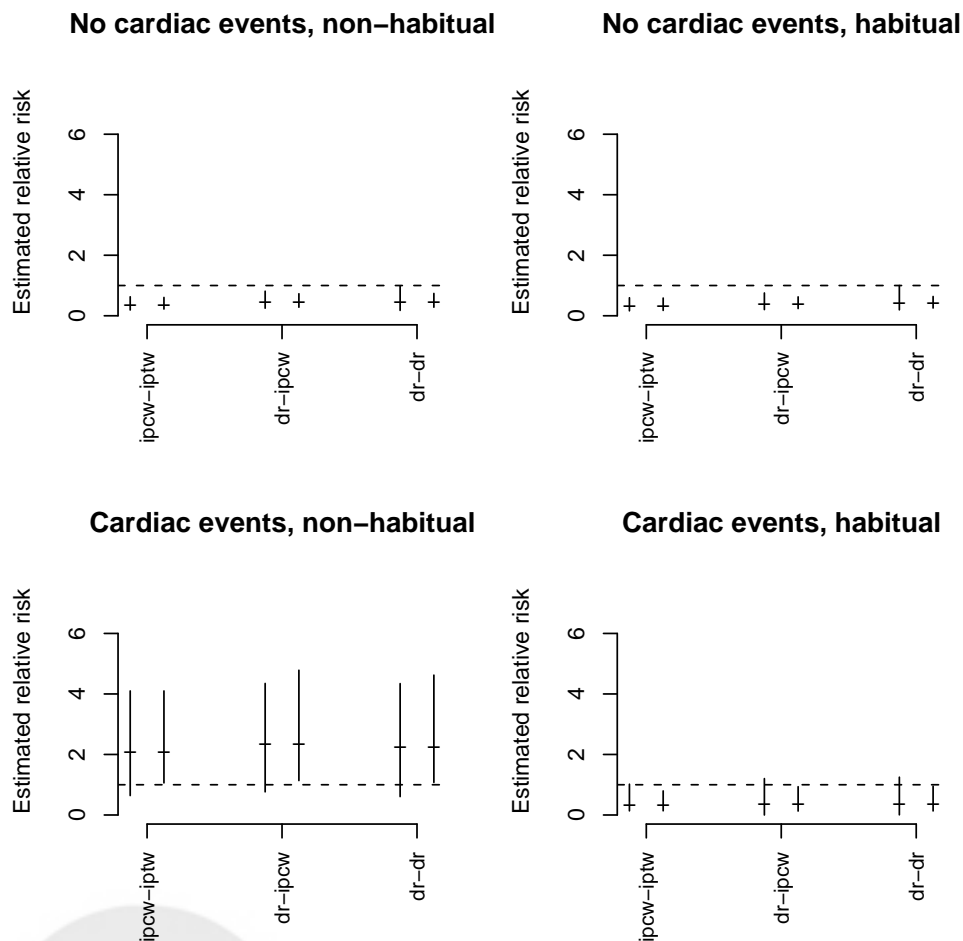 No cardiac events, non−habitual
Estimated relative risk
6
4
2
0
ipcw−iptw
dr−ipcw
dr−dr
No cardiac events, habitual
Estimated relative risk
6
4
2
0
ipcw−iptw
dr−ipcw
dr−dr
Cardiac events, non−habitual
Estimated relative risk
6
4
2
0
ipcw−iptw
dr−ipcw
dr−dr
Cardiac events, habitual
Estimated relative risk
6
4
2
0
ipcw−iptw
dr−ipcw
dr−dr